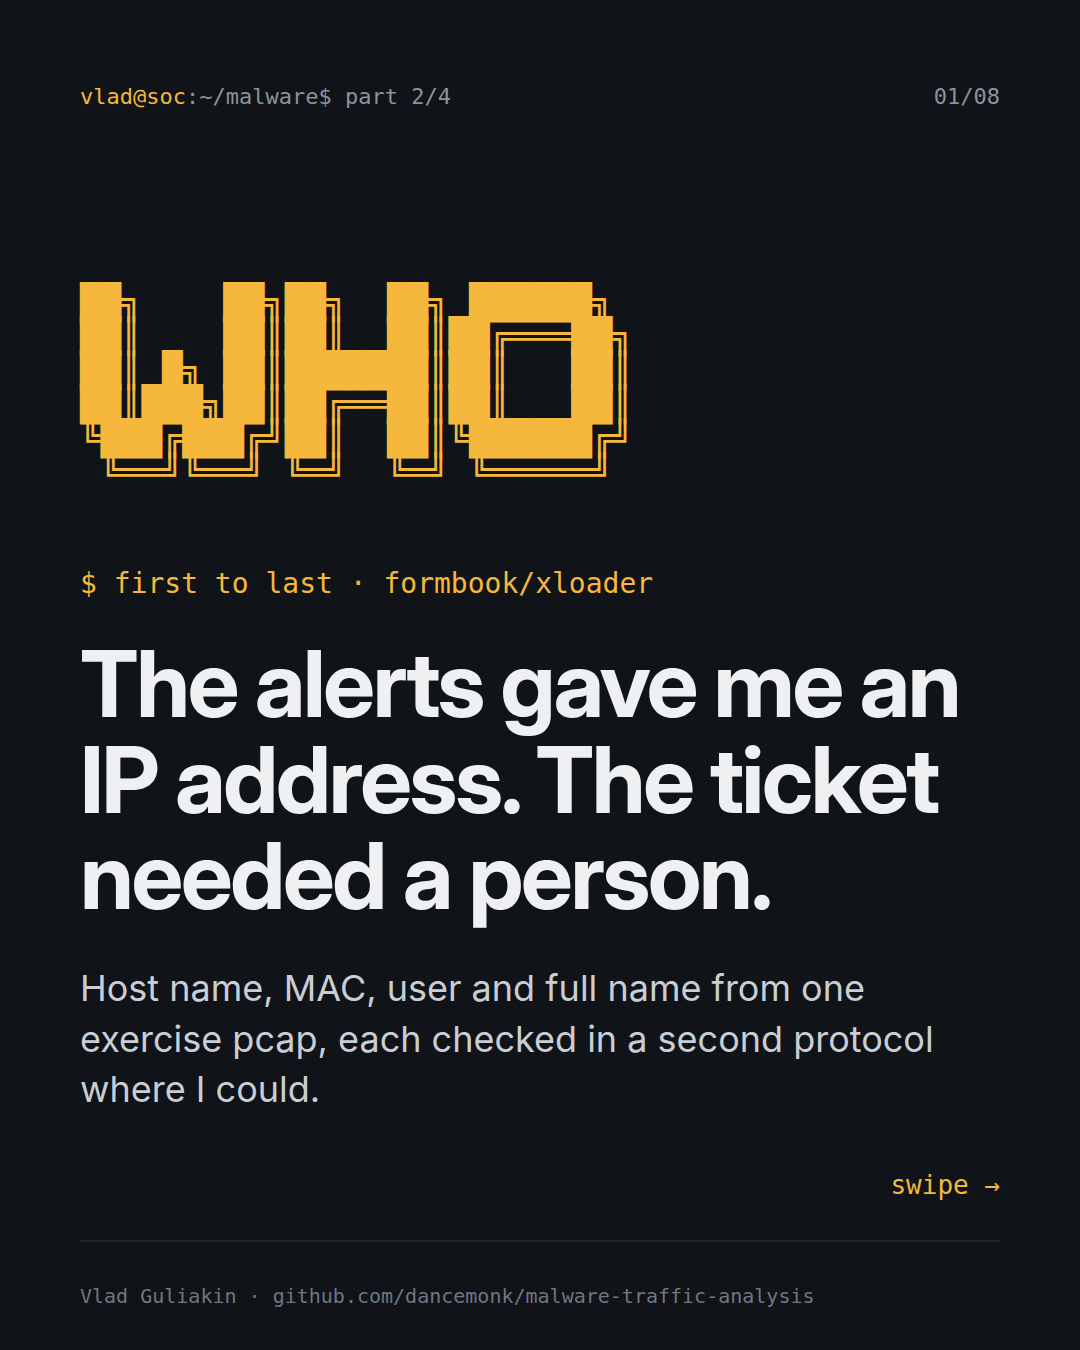 vlad@soc:~/malware$ part 2/4
01/08
WHO
$ first to last · formbook/xloader
The alerts gave me an
IP address. The ticket
needed a person.
Host name, MAC, user and full name from one
exercise pcap, each checked in a second protocol
where I could.
swipe →
Vlad Guliakin · github.com/dancemonk/malware-traffic-analysis